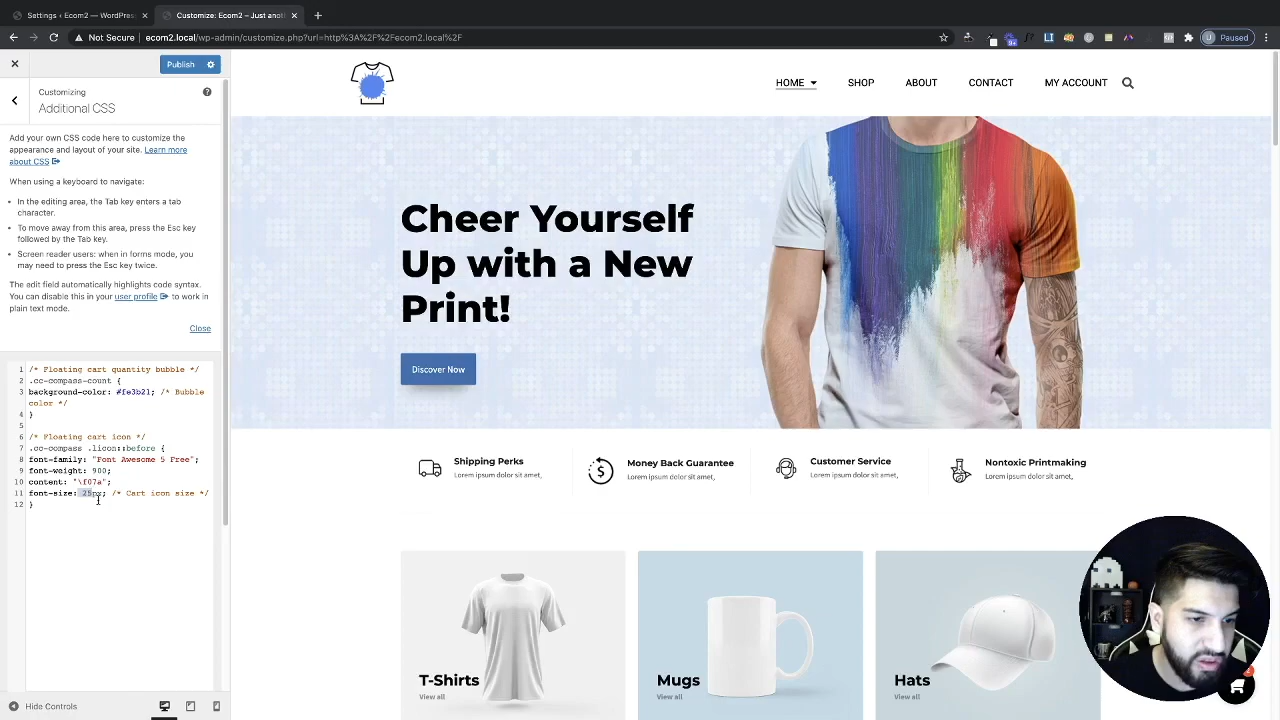 Settings ‹ Ecom2 — WordPress
Customize: Ecom2 – Just anoth
Not Secure
ecom2.local/wp-admin/customize.php?url=http%3A%2F%2Fecom2.local%2F
Paused
Publish
Customizing
Additional CSS
Add your own CSS code here to customize the
appearance and layout of your site. Learn more
about CSS
When using a keyboard to navigate:
• In the editing area, the Tab key enters a tab
character.
• To move away from this area, press the Esc key
followed by the Tab key.
• Screen reader users: when in forms mode, you
may need to press the Esc key twice.
The edit field automatically highlights code syntax.
You can disable this in your user profile to work in
plain text mode.
Close
1 /* Floating cart quantity bubble */
2 .cc-compass-count {
3 background-color: #fe3b21; /* Bubble
color */
4 }
5
6 /* Floating cart icon */
7 .cc-compass .licon::before {
8 font-family: "Font Awesome 5 Free";
9 font-weight: 900;
10 content: "\f07a";
11 font-size: 25px; /* Cart icon size */
12 }
Hide Controls
HOME
SHOP
ABOUT
CONTACT
MY ACCOUNT
Cheer Yourself
Up with a New
Print!
Discover Now
Shipping Perks
Lorem ipsum dolor sit amet,
Money Back Guarantee
Lorem ipsum dolor sit amet,
Customer Service
Lorem ipsum dolor sit amet,
Nontoxic Printmaking
Lorem ipsum dolor sit amet,
T-Shirts
View all
Mugs
View all
Hats
View all